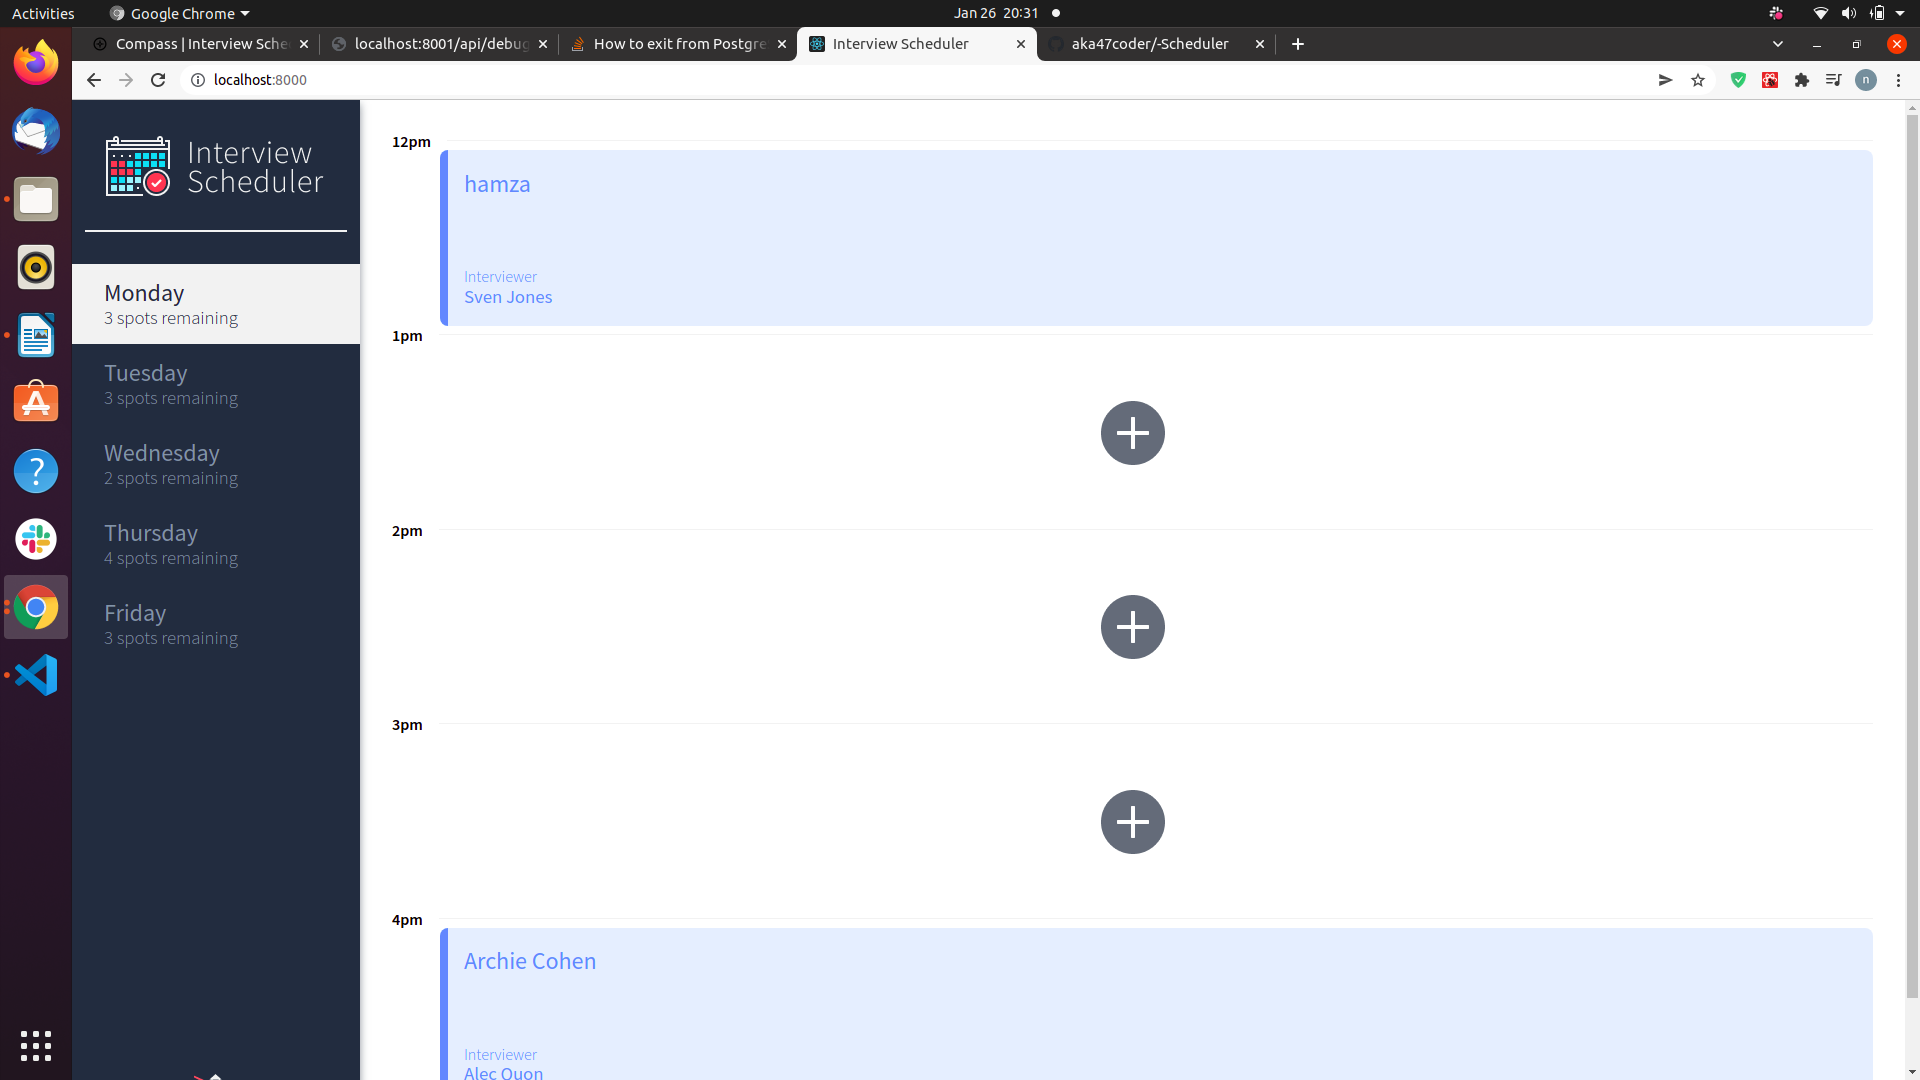 Activities
Google Chrome
Jan 26 20:31
Compass | Interview Sche
localhost:8001/api/debug
How to exit from Postgre
Interview Scheduler
aka47coder/-Scheduler
localhost:8000
n
Interview
Scheduler
Monday
3 spots remaining
Tuesday
3 spots remaining
Wednesday
2 spots remaining
Thursday
4 spots remaining
Friday
3 spots remaining
12pm
hamza
Interviewer
Sven Jones
1pm
2pm
3pm
4pm
Archie Cohen
Interviewer
Alec Quon